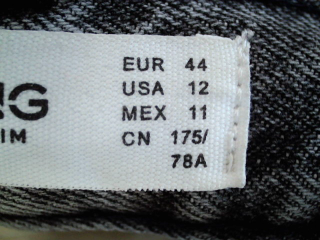 EUR 44
USA 12
MEX 11
CN 175/
78A